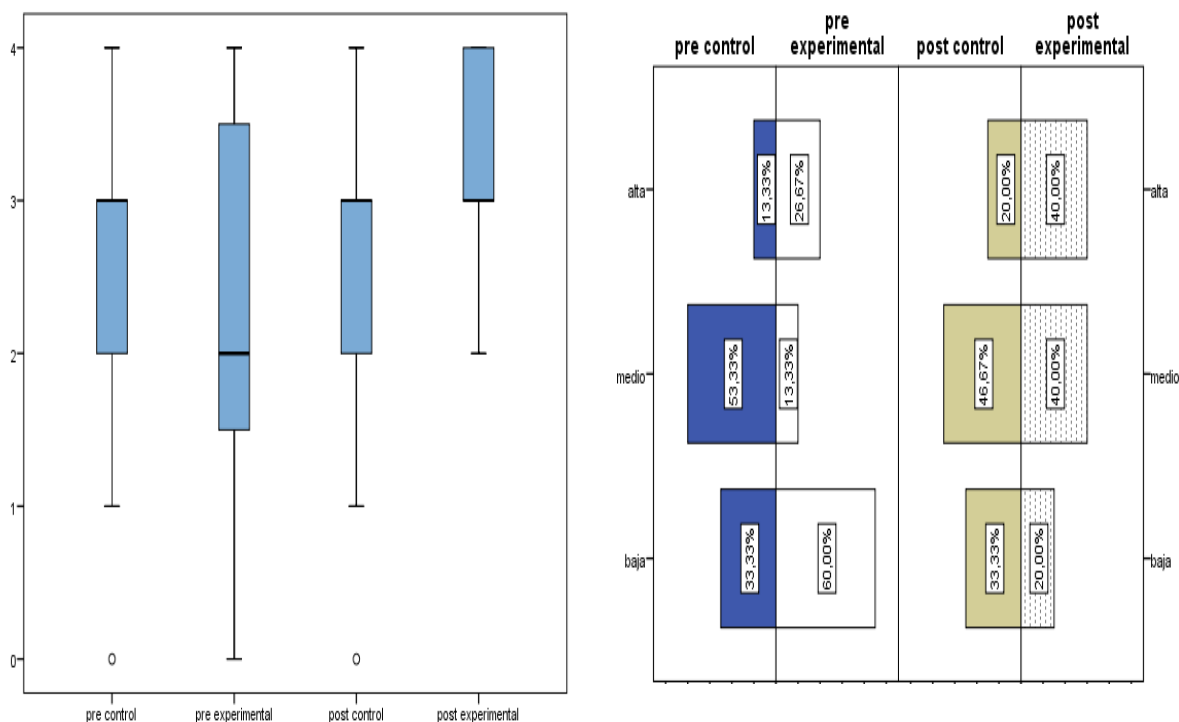 4
3
2
1
0
pre control
pre experimental
post control
post experimental
pre control
pre
experimental
post control
post
experimental
alta
13,33%
26,67%
20,00%
40,00%
alta
medio
53,33%
13,33%
46,67%
40,00%
medio
baja
33,33%
60,00%
33,33%
20,00%
baja